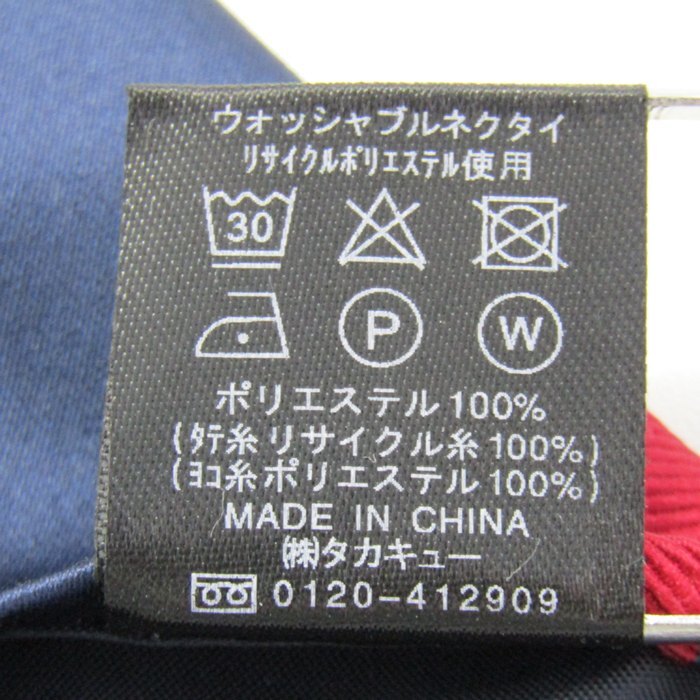 ウォッシャブルネクタイ
リサイクルポリエステル使用
30
P W
ポリエステル100%
(タテ糸リサイクル糸100%)
(ヨコ糸ポリエステル100%)
MADE IN CHINA
㈱タカキュー
0120-412909